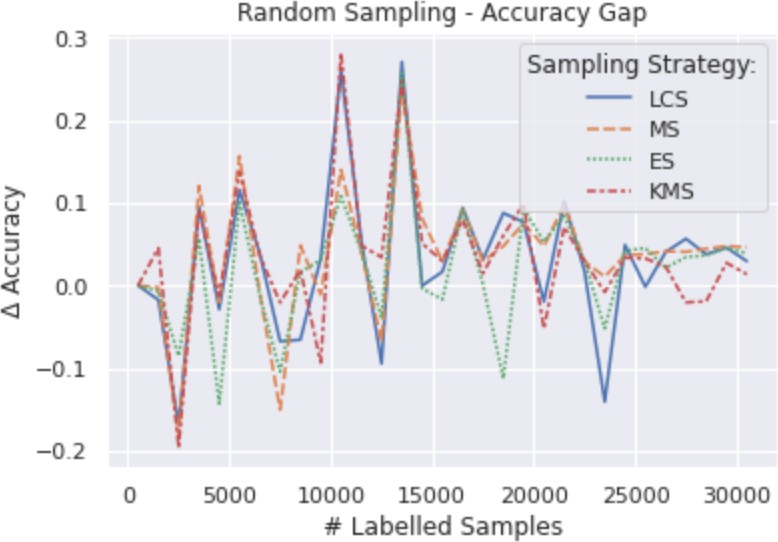 Random Sampling - Accuracy Gap
Sampling Strategy:
LCS
MS
ES
KMS
Δ Accuracy
0.3
0.2
0.1
0.0
−0.1
−0.2
0 5000 10000 15000 20000 25000 30000
# Labelled Samples